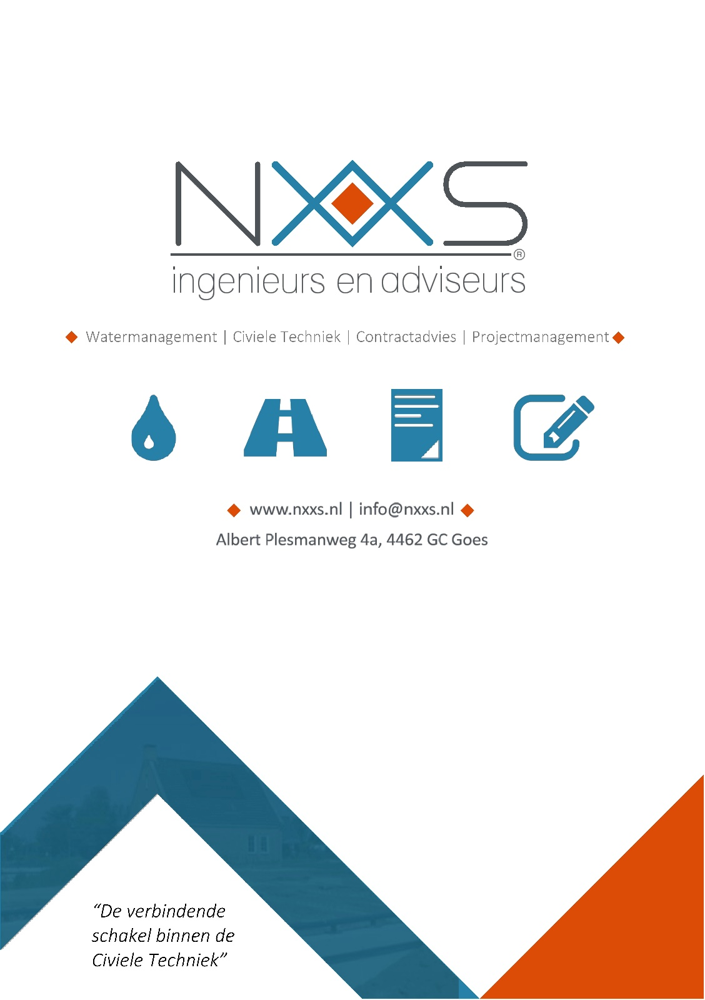 NXXS
®
ingenieurs en adviseurs
Watermanagement | Civiele Techniek | Contractadvies | Projectmanagement
www.nxxs.nl | info@nxxs.nl
Albert Plesmanweg 4a, 4462 GC Goes
“De verbindende
schakel binnen de
Civiele Techniek”